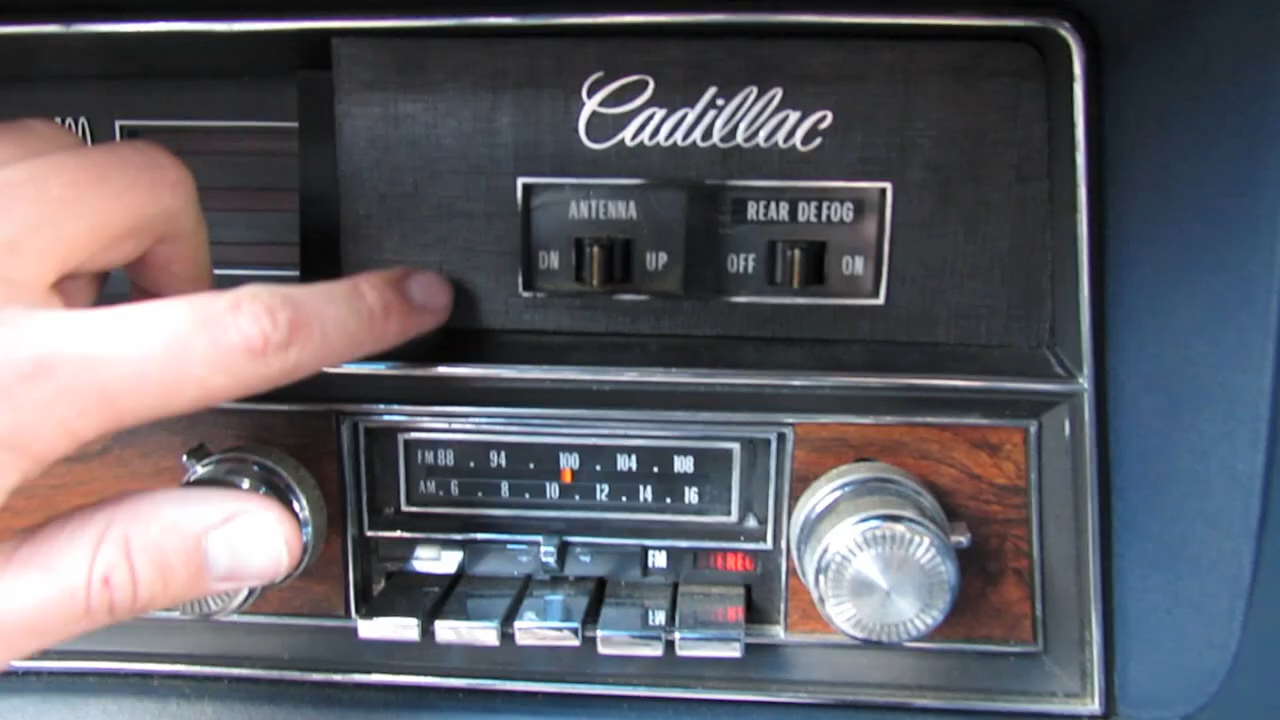 Cadillac
ANTENNA
DN UP
REAR DEFOG
OFF ON
FM 88 . 94 . 100 . 104 . 108
AM . 6 . 8 . 10 . 12 . 14 . 16
FM